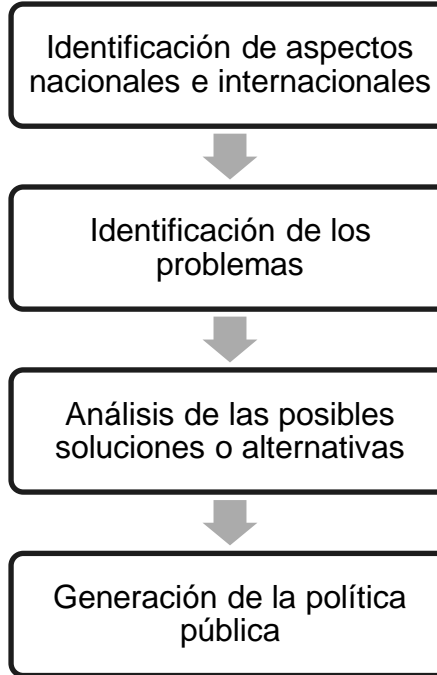 Identificación de aspectos
nacionales e internacionales
Identificación de los
problemas
Análisis de las posibles
soluciones o alternativas
Generación de la política
pública